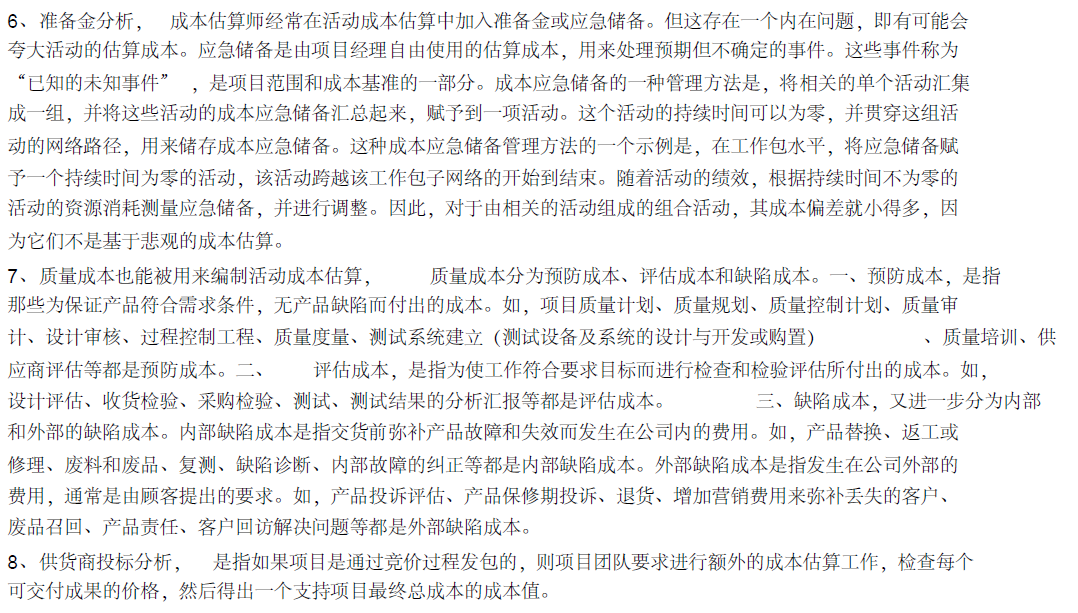 6、准备金分析， 成本估算师经常在活动成本估算中加入准备金或应急储备。但这存在一个内在问题，即有可能会
夸大活动的估算成本。应急储备是由项目经理自由使用的估算成本，用来处理预期但不确定的事件。这些事件称为
“已知的未知事件” ，是项目范围和成本基准的一部分。成本应急储备的一种管理方法是，将相关的单个活动汇集
成一组，并将这些活动的成本应急储备汇总起来，赋予到一项活动。这个活动的持续时间可以为零，并贯穿这组活
动的网络路径，用来储存成本应急储备。这种成本应急储备管理方法的一个示例是，在工作包水平，将应急储备赋
予一个持续时间为零的活动，该活动跨越该工作包子网络的开始到结束。随着活动的绩效，根据持续时间不为零的
活动的资源消耗测量应急储备，并进行调整。因此，对于由相关的活动组成的组合活动，其成本偏差就小得多，因
为它们不是基于悲观的成本估算。
7、质量成本也能被用来编制活动成本估算， 质量成本分为预防成本、评估成本和缺陷成本。一、预防成本，是指
那些为保证产品符合需求条件，无产品缺陷而付出的成本。如，项目质量计划、质量规划、质量控制计划、质量审
计、设计审核、过程控制工程、质量度量、测试系统建立（测试设备及系统的设计与开发或购置） 、质量培训、供
应商评估等都是预防成本。二、 评估成本，是指为使工作符合要求目标而进行检查和检验评估所付出的成本。如，
设计评估、收货检验、采购检验、测试、测试结果的分析汇报等都是评估成本。 三、缺陷成本，又进一步分为内部
和外部的缺陷成本。内部缺陷成本是指交货前弥补产品故障和失效而发生在公司内的费用。如，产品替换、返工或
修理、废料和废品、复测、缺陷诊断、内部故障的纠正等都是内部缺陷成本。外部缺陷成本是指发生在公司外部的
费用，通常是由顾客提出的要求。如，产品投诉评估、产品保修期投诉、退货、增加营销费用来弥补丢失的客户、
废品召回、产品责任、客户回访解决问题等都是外部缺陷成本。
8、供货商投标分析， 是指如果项目是通过竞价过程发包的，则项目团队要求进行额外的成本估算工作，检查每个
可交付成果的价格，然后得出一个支持项目最终总成本的成本值。